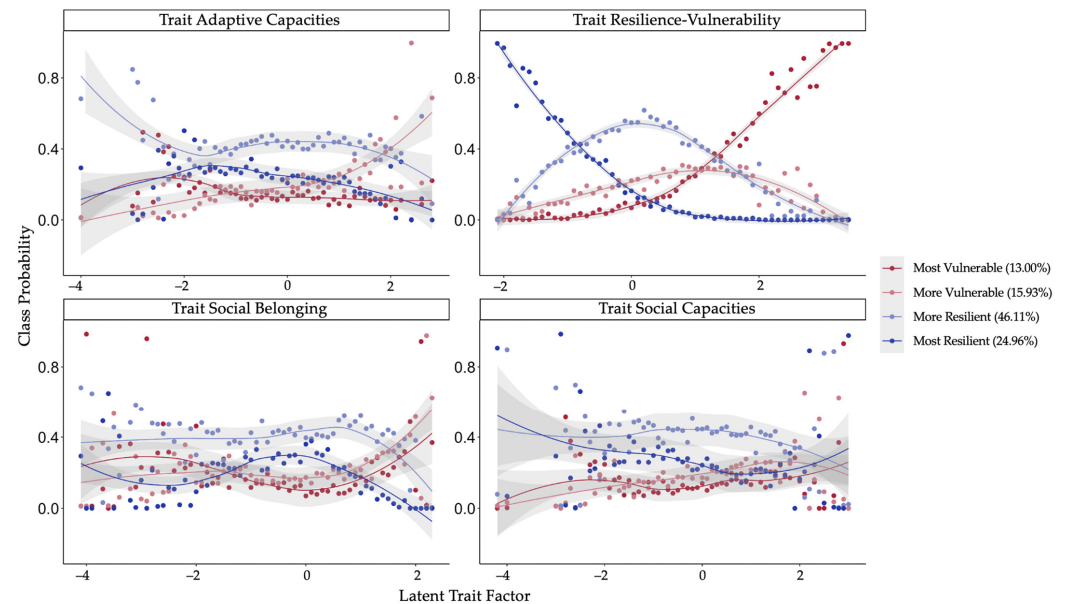 Trait Adaptive Capacities
Trait Resilience-Vulnerability
0.8
0.4
0.0
−4
−2
0
2
0.8
0.4
0.0
−2
0
2
Trait Social Belonging
Trait Social Capacities
0.8
0.4
0.0
−4
−2
0
2
0.8
0.4
0.0
−4
−2
0
2
Class Probability
Latent Trait Factor
Most Vulnerable (13.00%)
More Vulnerable (15.93%)
More Resilient (46.11%)
Most Resilient (24.96%)